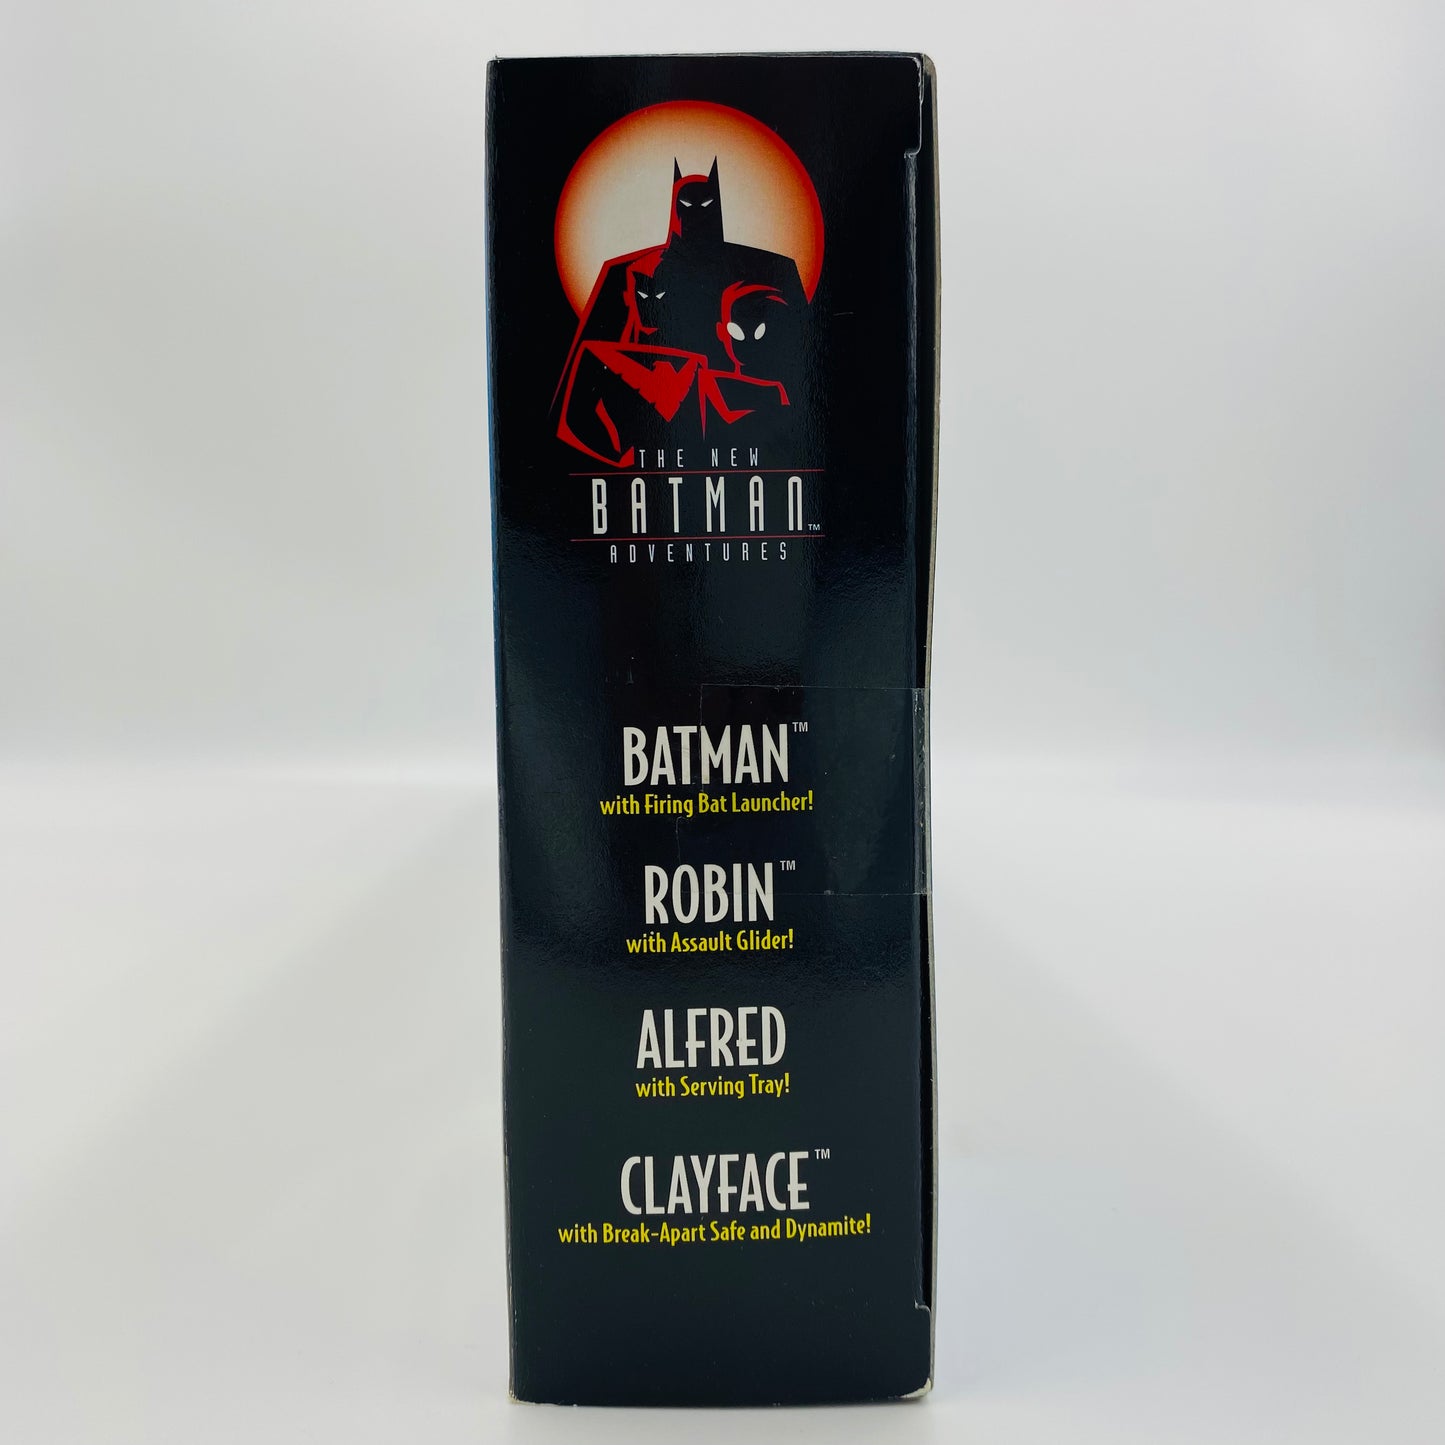 THE NEW
BATMAN™
ADVENTURES
BATMAN™
with Firing Bat Launcher!
ROBIN™
with Assault Glider!
ALFRED
with Serving Tray!
CLAYFACE™
with Break-Apart Safe and Dynamite!